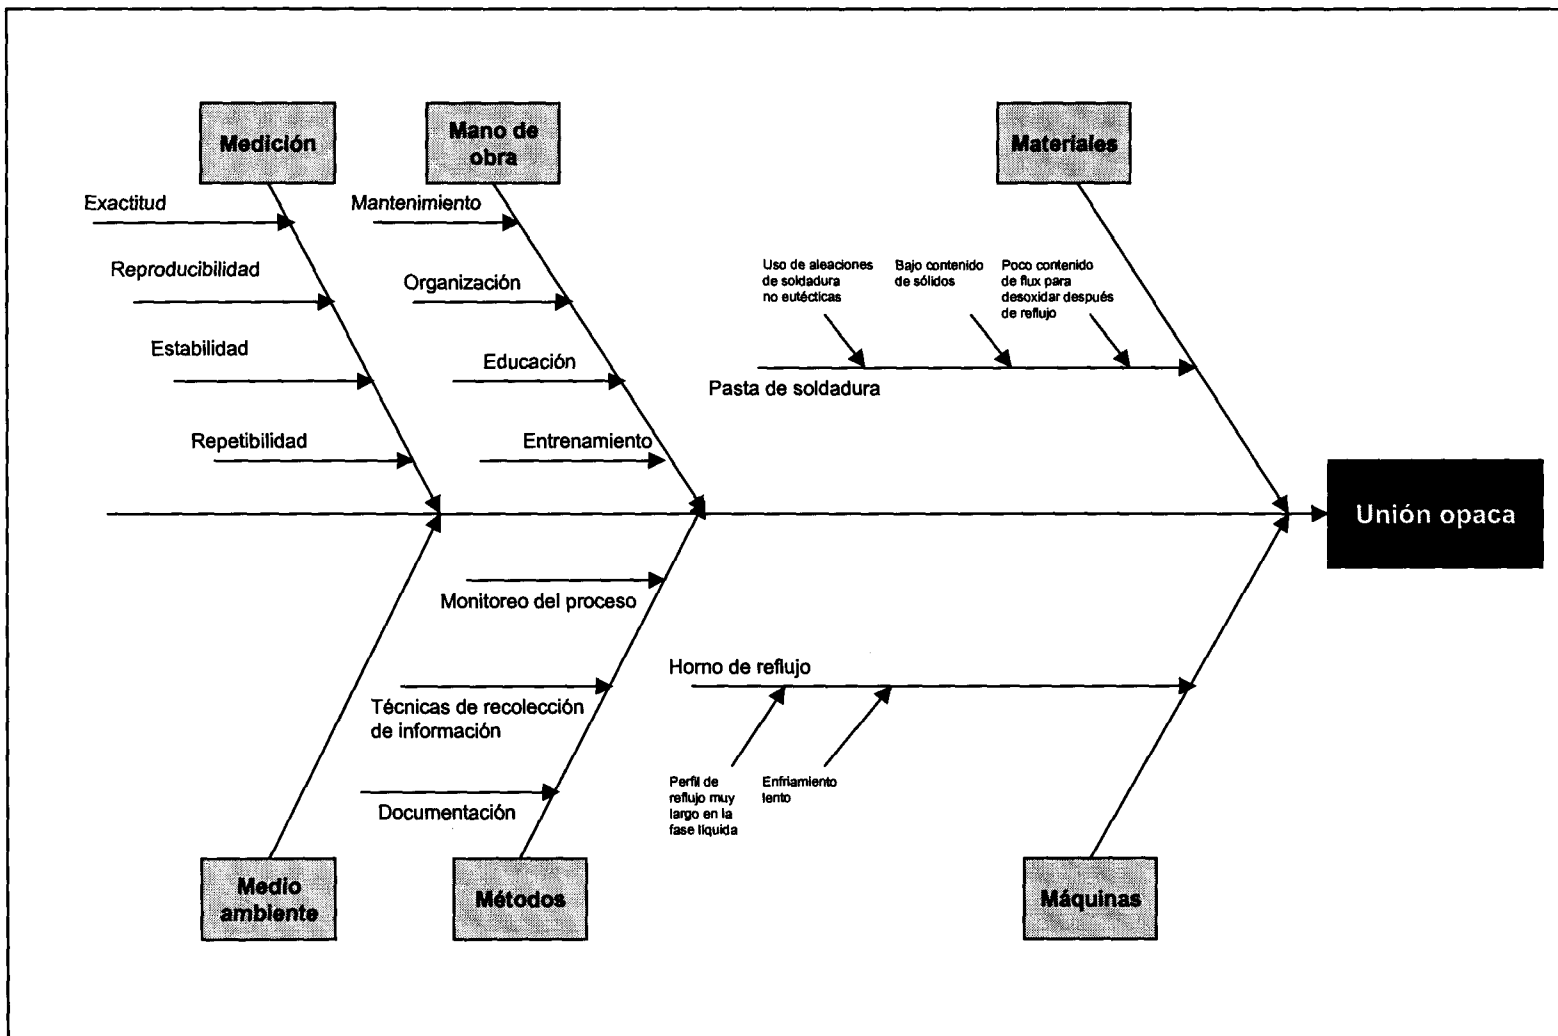 Medición
Mano de
obra
Materiales
Exactitud
Mantenimiento
Reproducibilidad
Organización
Estabilidad
Educación
Repetibilidad
Entrenamiento
Uso de aleaciones
de soldadura
no eutécticas
Bajo contenido
de sólidos
Poco contenido
de flux para
desoxidar después
de reflujo
Pasta de soldadura
Unión opaca
Monitoreo del proceso
Técnicas de recolección
de información
Documentación
Horno de reflujo
Perfil de
reflujo muy
largo en la
fase líquida
Enfriamiento
lento
Medio
ambiente
Métodos
Máquinas